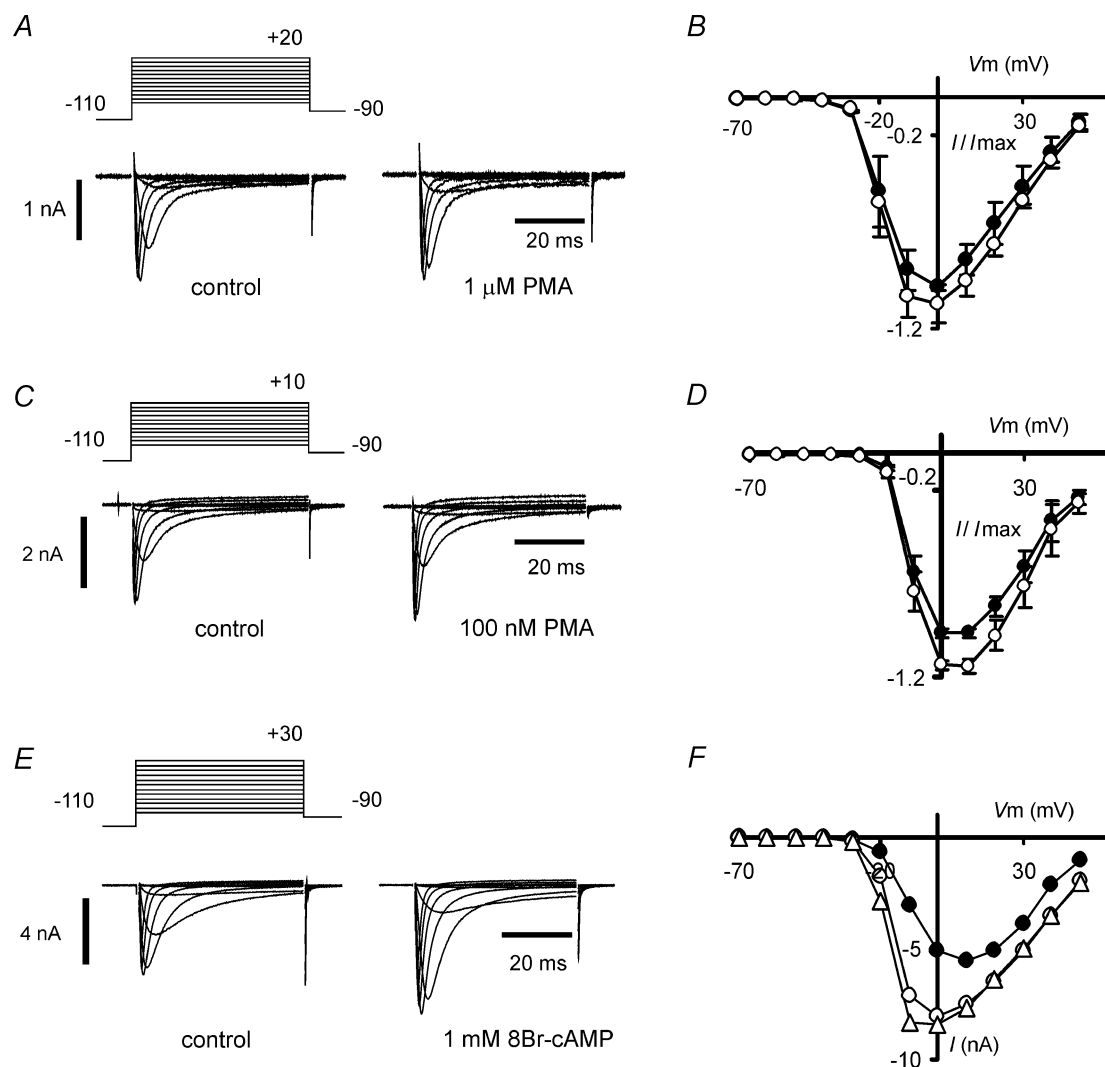 A
+20
-110
-90
1 nA
20 ms
control
1 μM PMA
B
Vm (mV)
-70
-20
30
-0.2
I / Imax
-1.2
C
+10
-110
-90
2 nA
20 ms
control
100 nM PMA
D
Vm (mV)
-70
-0.2
30
I / Imax
-1.2
E
+30
-110
-90
4 nA
20 ms
control
1 mM 8Br-cAMP
F
Vm (mV)
-70
30
-5
I (nA)
-10